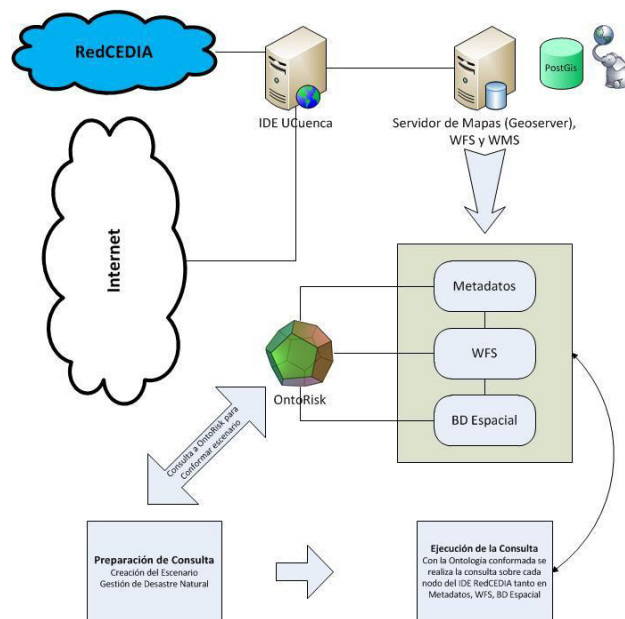 RedCEDIA
IDE UCuenca
PostGis
Servidor de Mapas (Geoserver),
WFS y WMS
Internet
Metadatos
WFS
BD Espacial
OntoRisk
Consulta a OntoRisk para
Conformar escenario
Preparación de Consulta
Creación del Escenario
Gestión de Desastre Natural
Ejecución de la Consulta
Con la Ontología conformada se
realiza la consulta sobre cada
nodo del IDE RedCEDIA tanto en
Metadatos, WFS, BD Espacial